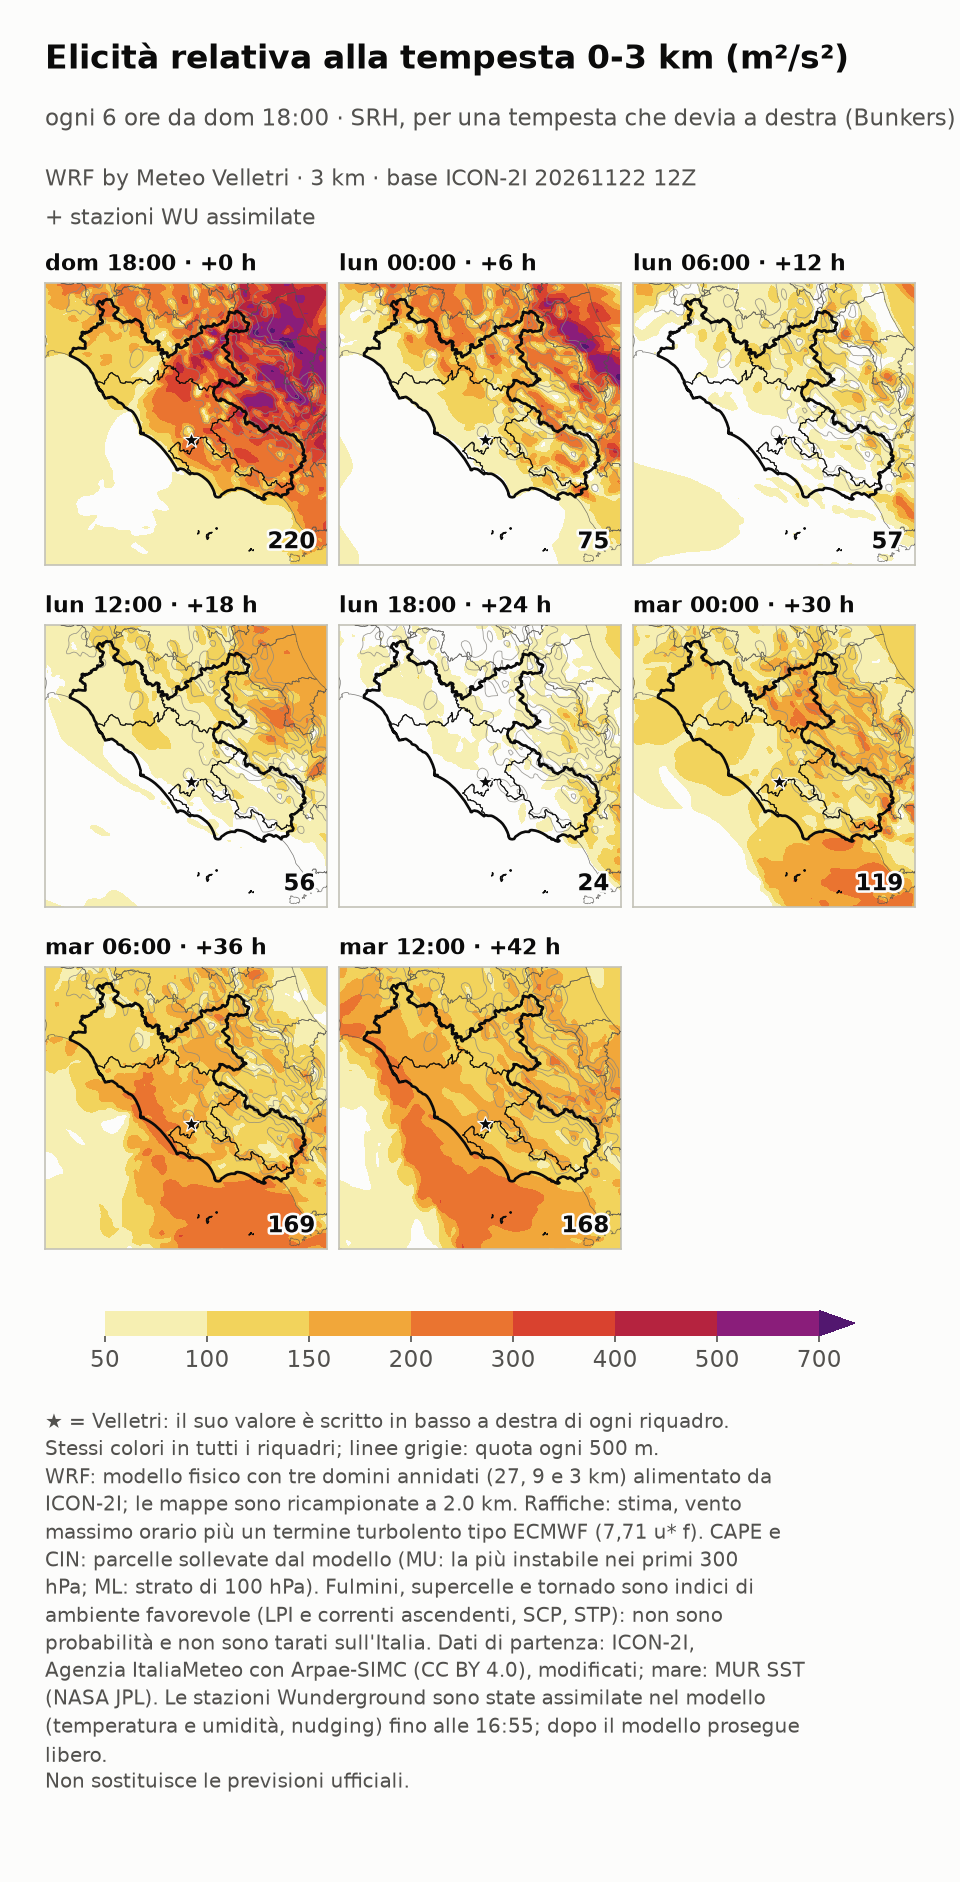 Elicità relativa alla tempesta 0-3 km (m²/s²)
ogni 6 ore da dom 18:00 · SRH, per una tempesta che devia a destra (Bunkers)
WRF by Meteo Velletri · 3 km · base ICON-2I 20261122 12Z
+ stazioni WU assimilate
dom 18:00 · +0 h
lun 00:00 · +6 h
lun 06:00 · +12 h
220
75
57
lun 12:00 · +18 h
lun 18:00 · +24 h
mar 00:00 · +30 h
56
24
119
mar 06:00 · +36 h
mar 12:00 · +42 h
169
168
50 100 150 200 300 400 500 700
★ = Velletri: il suo valore è scritto in basso a destra di ogni riquadro.
Stessi colori in tutti i riquadri; linee grigie: quota ogni 500 m.
WRF: modello fisico con tre domini annidati (27, 9 e 3 km) alimentato da
ICON-2I; le mappe sono ricampionate a 2.0 km. Raffiche: stima, vento
massimo orario più un termine turbolento tipo ECMWF (7,71 u* f). CAPE e
CIN: parcelle sollevate dal modello (MU: la più instabile nei primi 300
hPa; ML: strato di 100 hPa). Fulmini, supercelle e tornado sono indici di
ambiente favorevole (LPI e correnti ascendenti, SCP, STP): non sono
probabilità e non sono tarati sull'Italia. Dati di partenza: ICON-2I,
Agenzia ItaliaMeteo con Arpae-SIMC (CC BY 4.0), modificati; mare: MUR SST
(NASA JPL). Le stazioni Wunderground sono state assimilate nel modello
(temperatura e umidità, nudging) fino alle 16:55; dopo il modello prosegue
libero.
Non sostituisce le previsioni ufficiali.